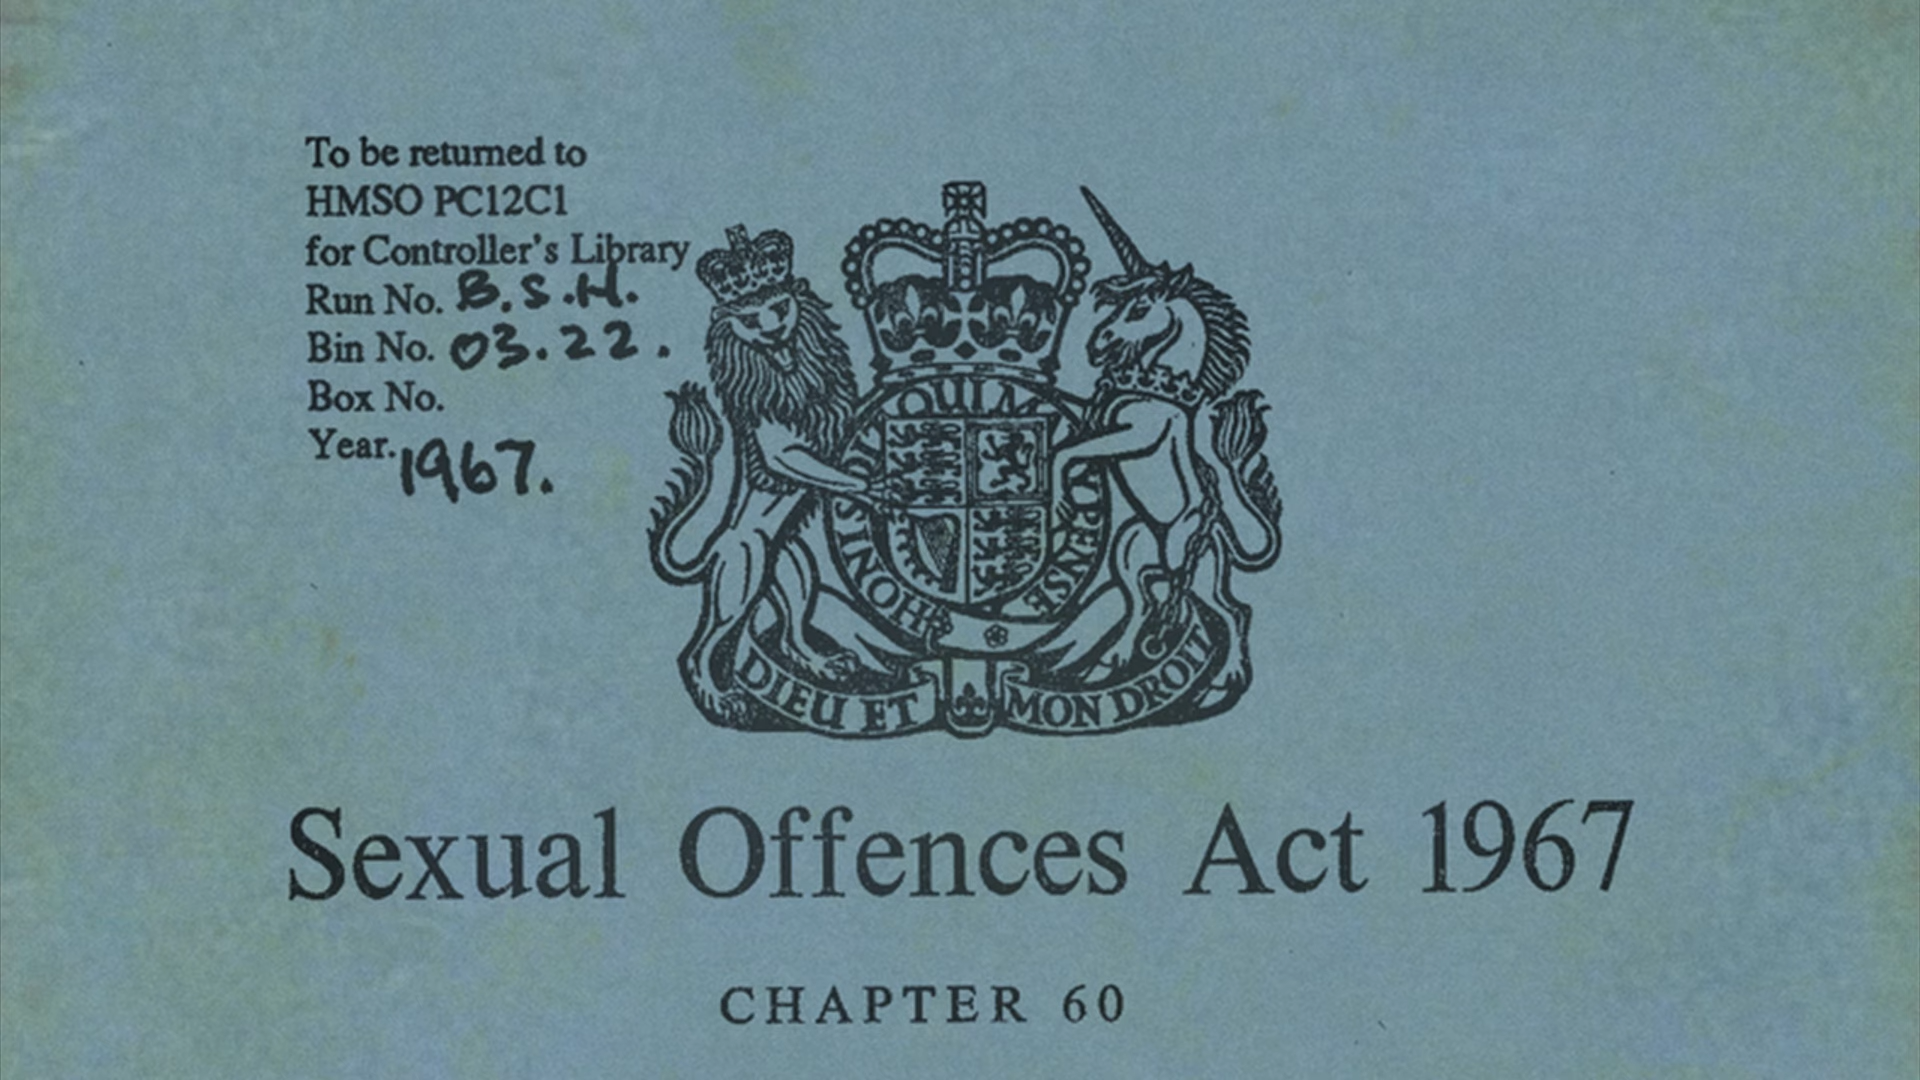 To be returned to
HMSO PC12C1
for Controller's Library
Run No. B.S.H.
Bin No. 03.22.
Box No.
Year. 1967.
HONI SOIT QUI MAL Y PENSE
DIEU ET MON DROIT
Sexual Offences Act 1967
CHAPTER 60